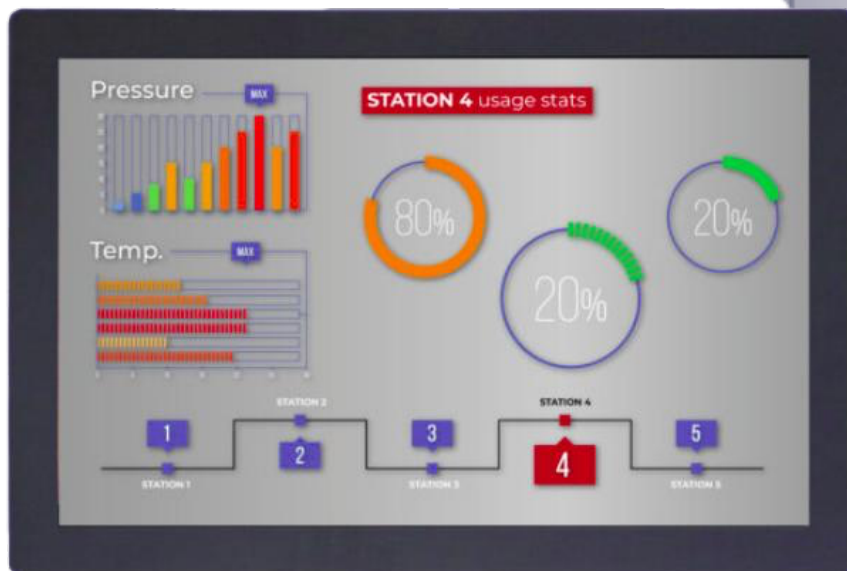 Pressure
MAX
STATION 4 usage stats
80%
20%
20%
Temp.
MAX
STATION 2
STATION 4
1
3
5
2
4
STATION 1
STATION 3
STATION 5